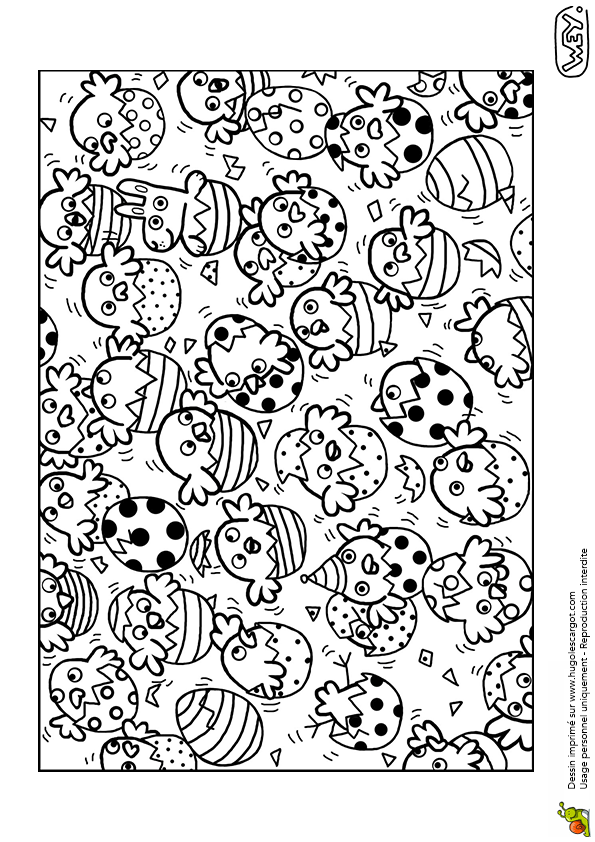 WEY.
Dessin imprimé sur www.hugolescargot.com
Usage personnel uniquement - Reproduction interdite